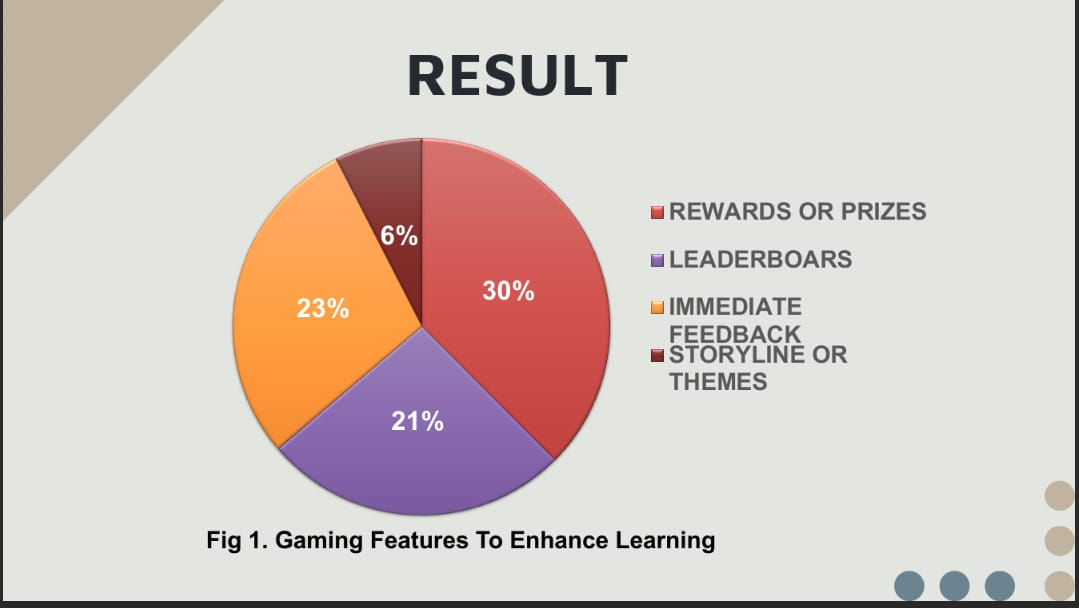 RESULT
6%
30%
23%
21%
REWARDS OR PRIZES
LEADERBOARS
IMMEDIATE
FEEDBACK
STORYLINE OR
THEMES
Fig 1. Gaming Features To Enhance Learning